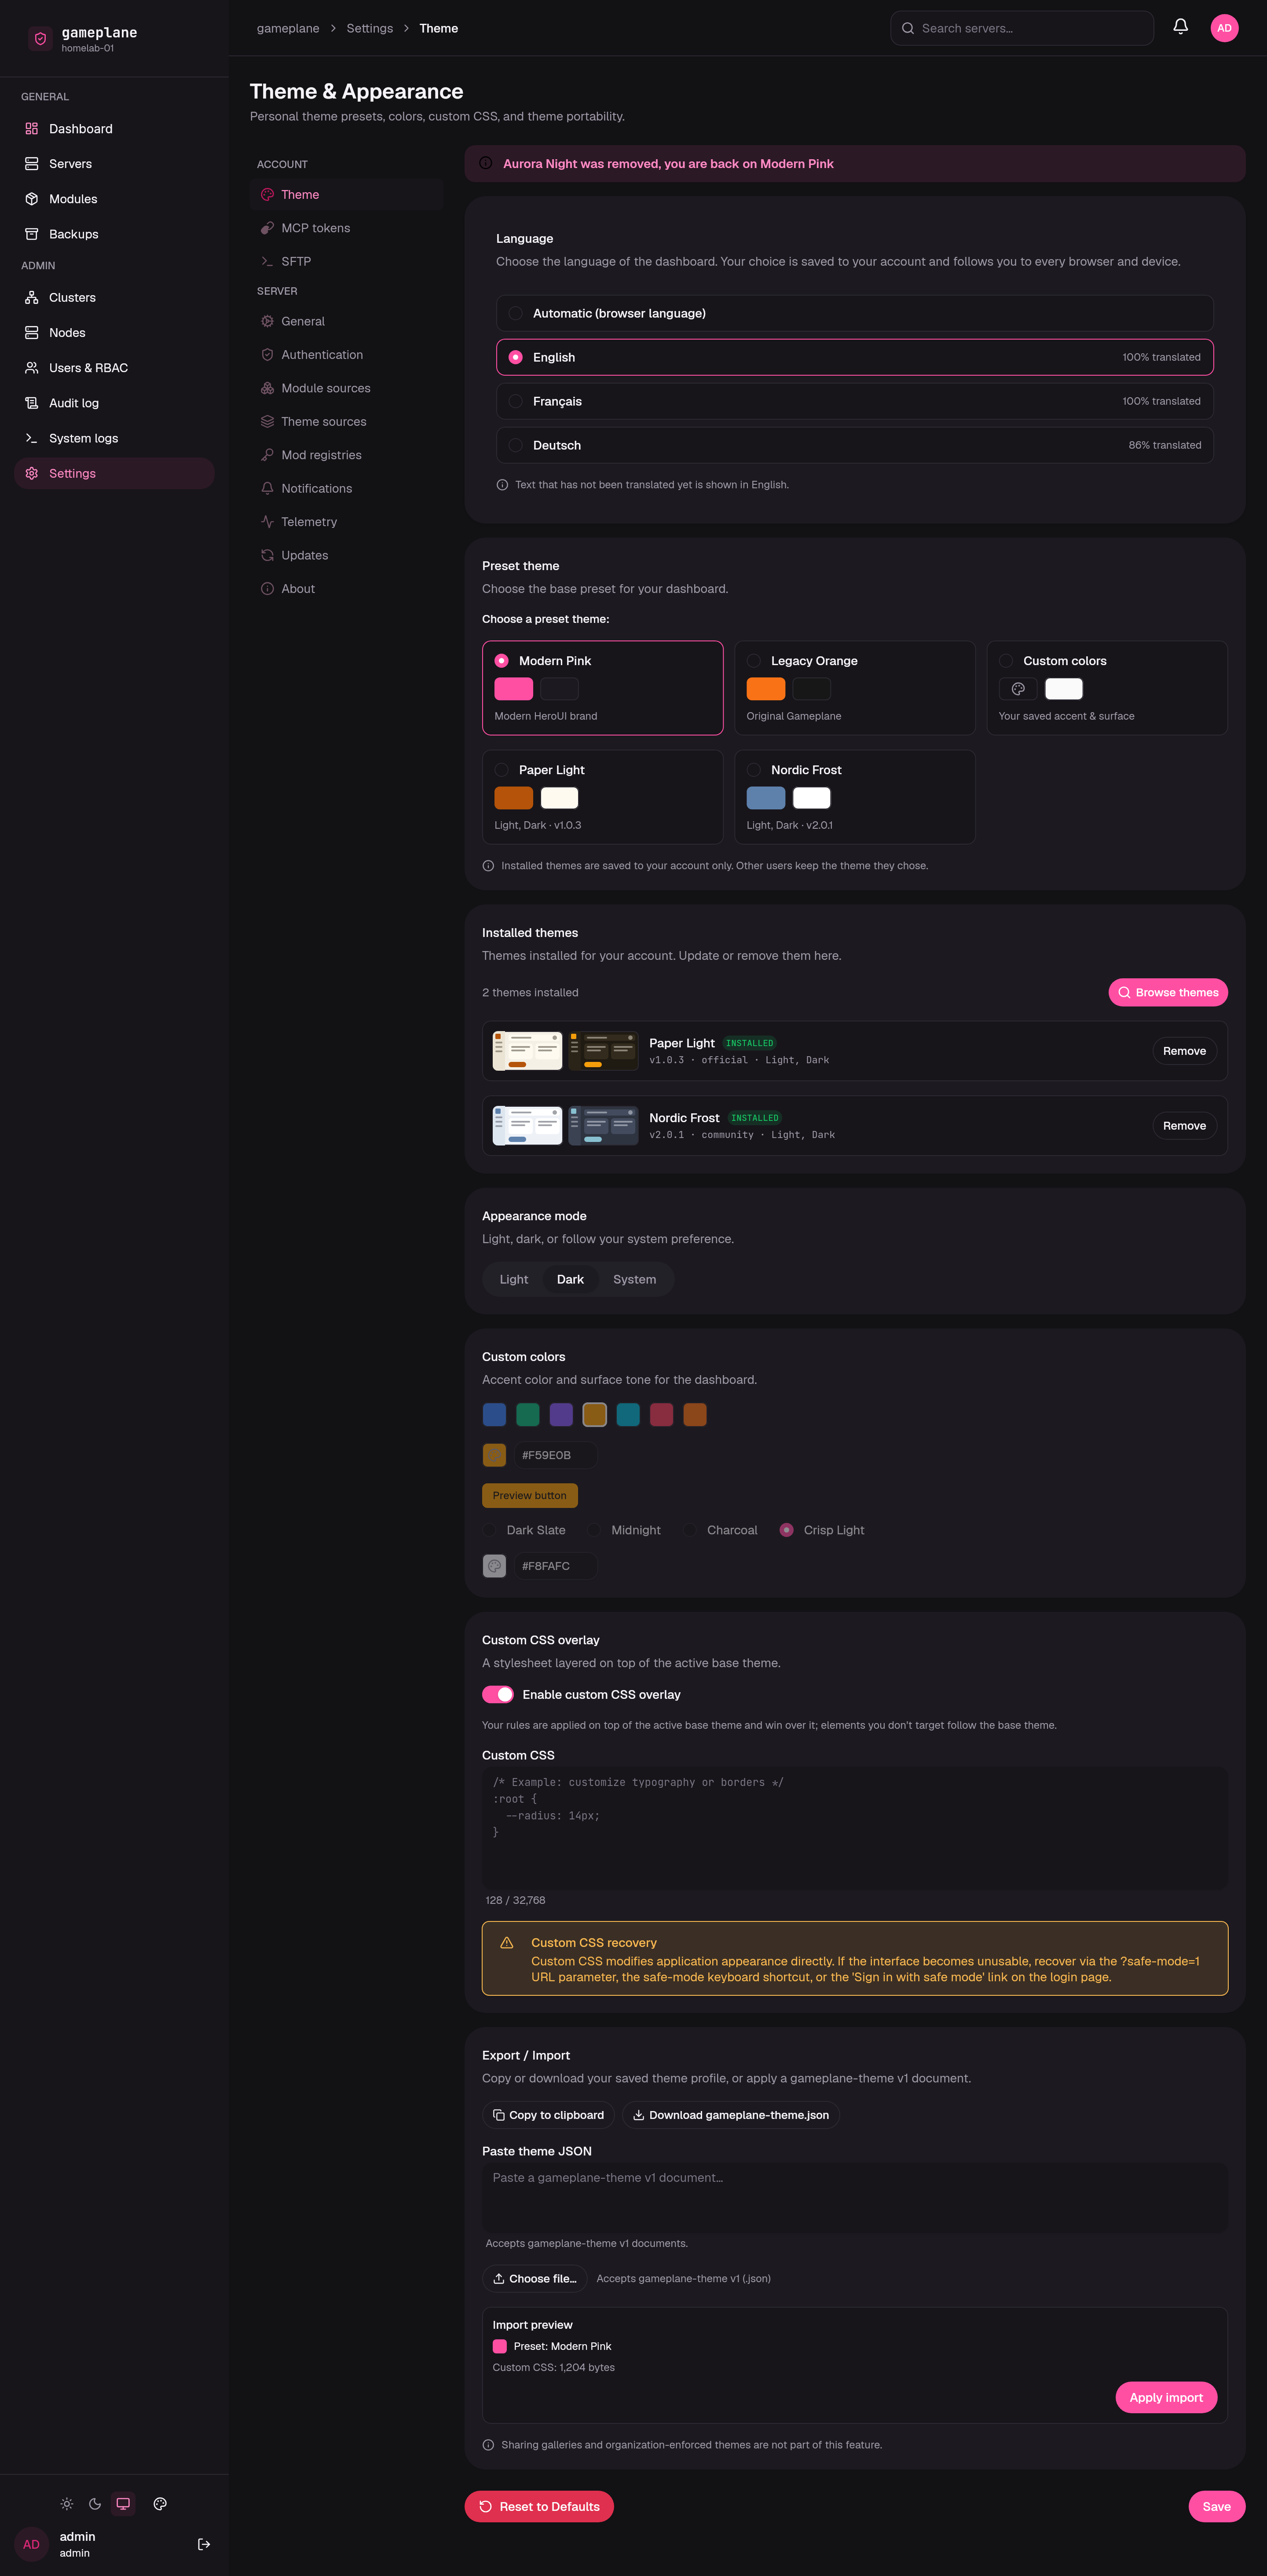 gameplane
homelab-01
GENERAL
Dashboard
Servers
Modules
Backups
ADMIN
Clusters
Nodes
Users & RBAC
Audit log
System logs
Settings
gameplane > Settings > Theme
Search servers...
AD
Theme & Appearance
Personal theme presets, colors, custom CSS, and theme portability.
ACCOUNT
Theme
MCP tokens
SFTP
SERVER
General
Authentication
Module sources
Theme sources
Mod registries
Notifications
Telemetry
Updates
About
Aurora Night was removed, you are back on Modern Pink
Language
Choose the language of the dashboard. Your choice is saved to your account and follows you to every browser and device.
Automatic (browser language)
English 100% translated
Français 100% translated
Deutsch 86% translated
Text that has not been translated yet is shown in English.
Preset theme
Choose the base preset for your dashboard.
Choose a preset theme:
Modern Pink
Modern HeroUI brand
Legacy Orange
Original Gameplane
Custom colors
Your saved accent & surface
Paper Light
Light, Dark · v1.0.3
Nordic Frost
Light, Dark · v2.0.1
Installed themes are saved to your account only. Other users keep the theme they chose.
Installed themes
Themes installed for your account. Update or remove them here.
2 themes installed
Browse themes
Paper Light INSTALLED
v1.0.3 · official · Light, Dark
Remove
Nordic Frost INSTALLED
v2.0.1 · community · Light, Dark
Remove
Appearance mode
Light, dark, or follow your system preference.
Light Dark System
Custom colors
Accent color and surface tone for the dashboard.
#F59E0B
Preview button
Dark Slate Midnight Charcoal Crisp Light
#F8FAFC
Custom CSS overlay
A stylesheet layered on top of the active base theme.
Enable custom CSS overlay
Your rules are applied on top of the active base theme and win over it; elements you don't target follow the base theme.
Custom CSS
/* Example: customize typography or borders */
:root {
  --radius: 14px;
}
128 / 32,768
Custom CSS recovery
Custom CSS modifies application appearance directly. If the interface becomes unusable, recover via the ?safe-mode=1
URL parameter, the safe-mode keyboard shortcut, or the 'Sign in with safe mode' link on the login page.
Export / Import
Copy or download your saved theme profile, or apply a gameplane-theme v1 document.
Copy to clipboard
Download gameplane-theme.json
Paste theme JSON
Paste a gameplane-theme v1 document...
Accepts gameplane-theme v1 documents.
Choose file...
Accepts gameplane-theme v1 (.json)
Import preview
Preset: Modern Pink
Custom CSS: 1,204 bytes
Apply import
Sharing galleries and organization-enforced themes are not part of this feature.
Reset to Defaults
Save
AD
admin
admin